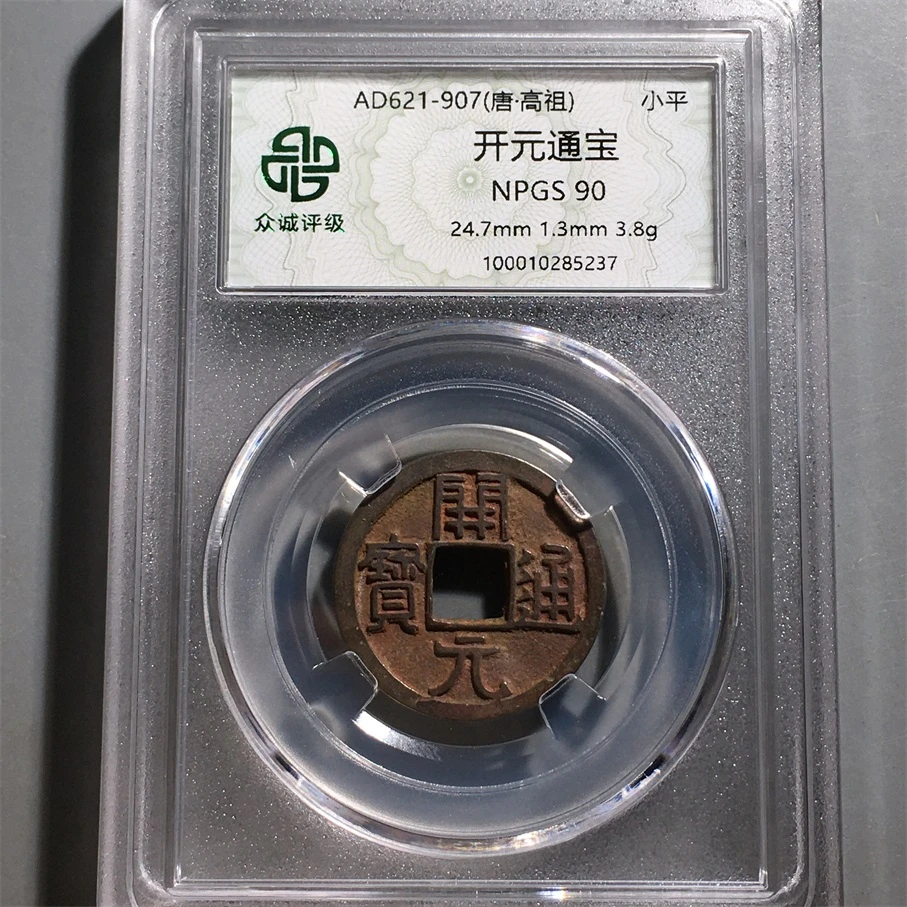 AD621-907(唐·高祖) 小平
开元通宝
NPGS 90
24.7mm 1.3mm 3.8g
100010285237
众诚评级
開
寶 通
元